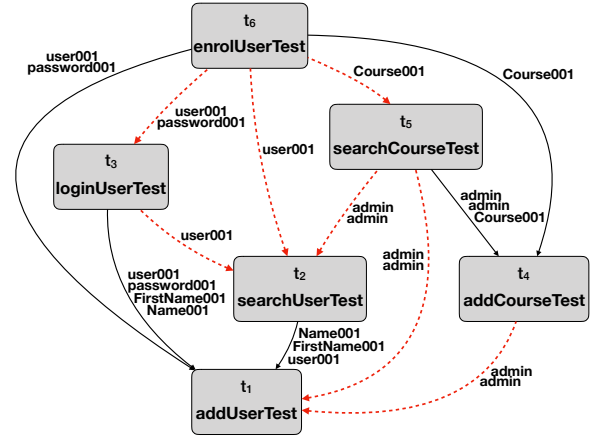 t6
enrolUserTest
user001
password001
Course001
Course001
user001
password001
t5
searchCourseTest
t3
loginUserTest
user001
admin
admin
admin
admin
Course001
user001
t2
searchUserTest
admin
admin
t4
addCourseTest
user001
password001
FirstName001
Name001
Name001
FirstName001
user001
t1
addUserTest
admin
admin